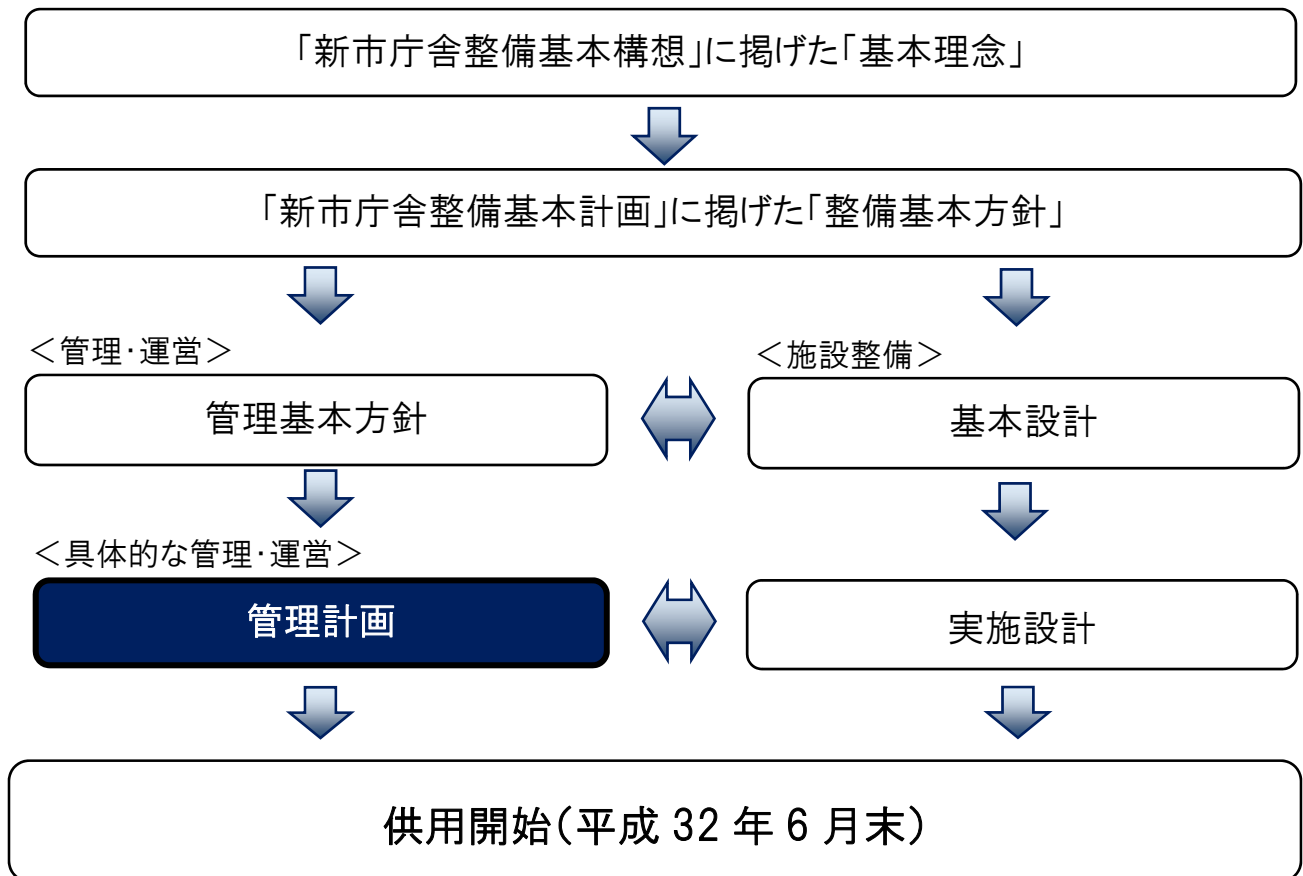 「新市庁舎整備基本構想」に掲げた「基本理念」
「新市庁舎整備基本計画」に掲げた「整備基本方針」
＜管理・運営＞
＜施設整備＞
管理基本方針
基本設計
＜具体的な管理・運営＞
管理計画
実施設計
供用開始（平成 32 年 6 月末）